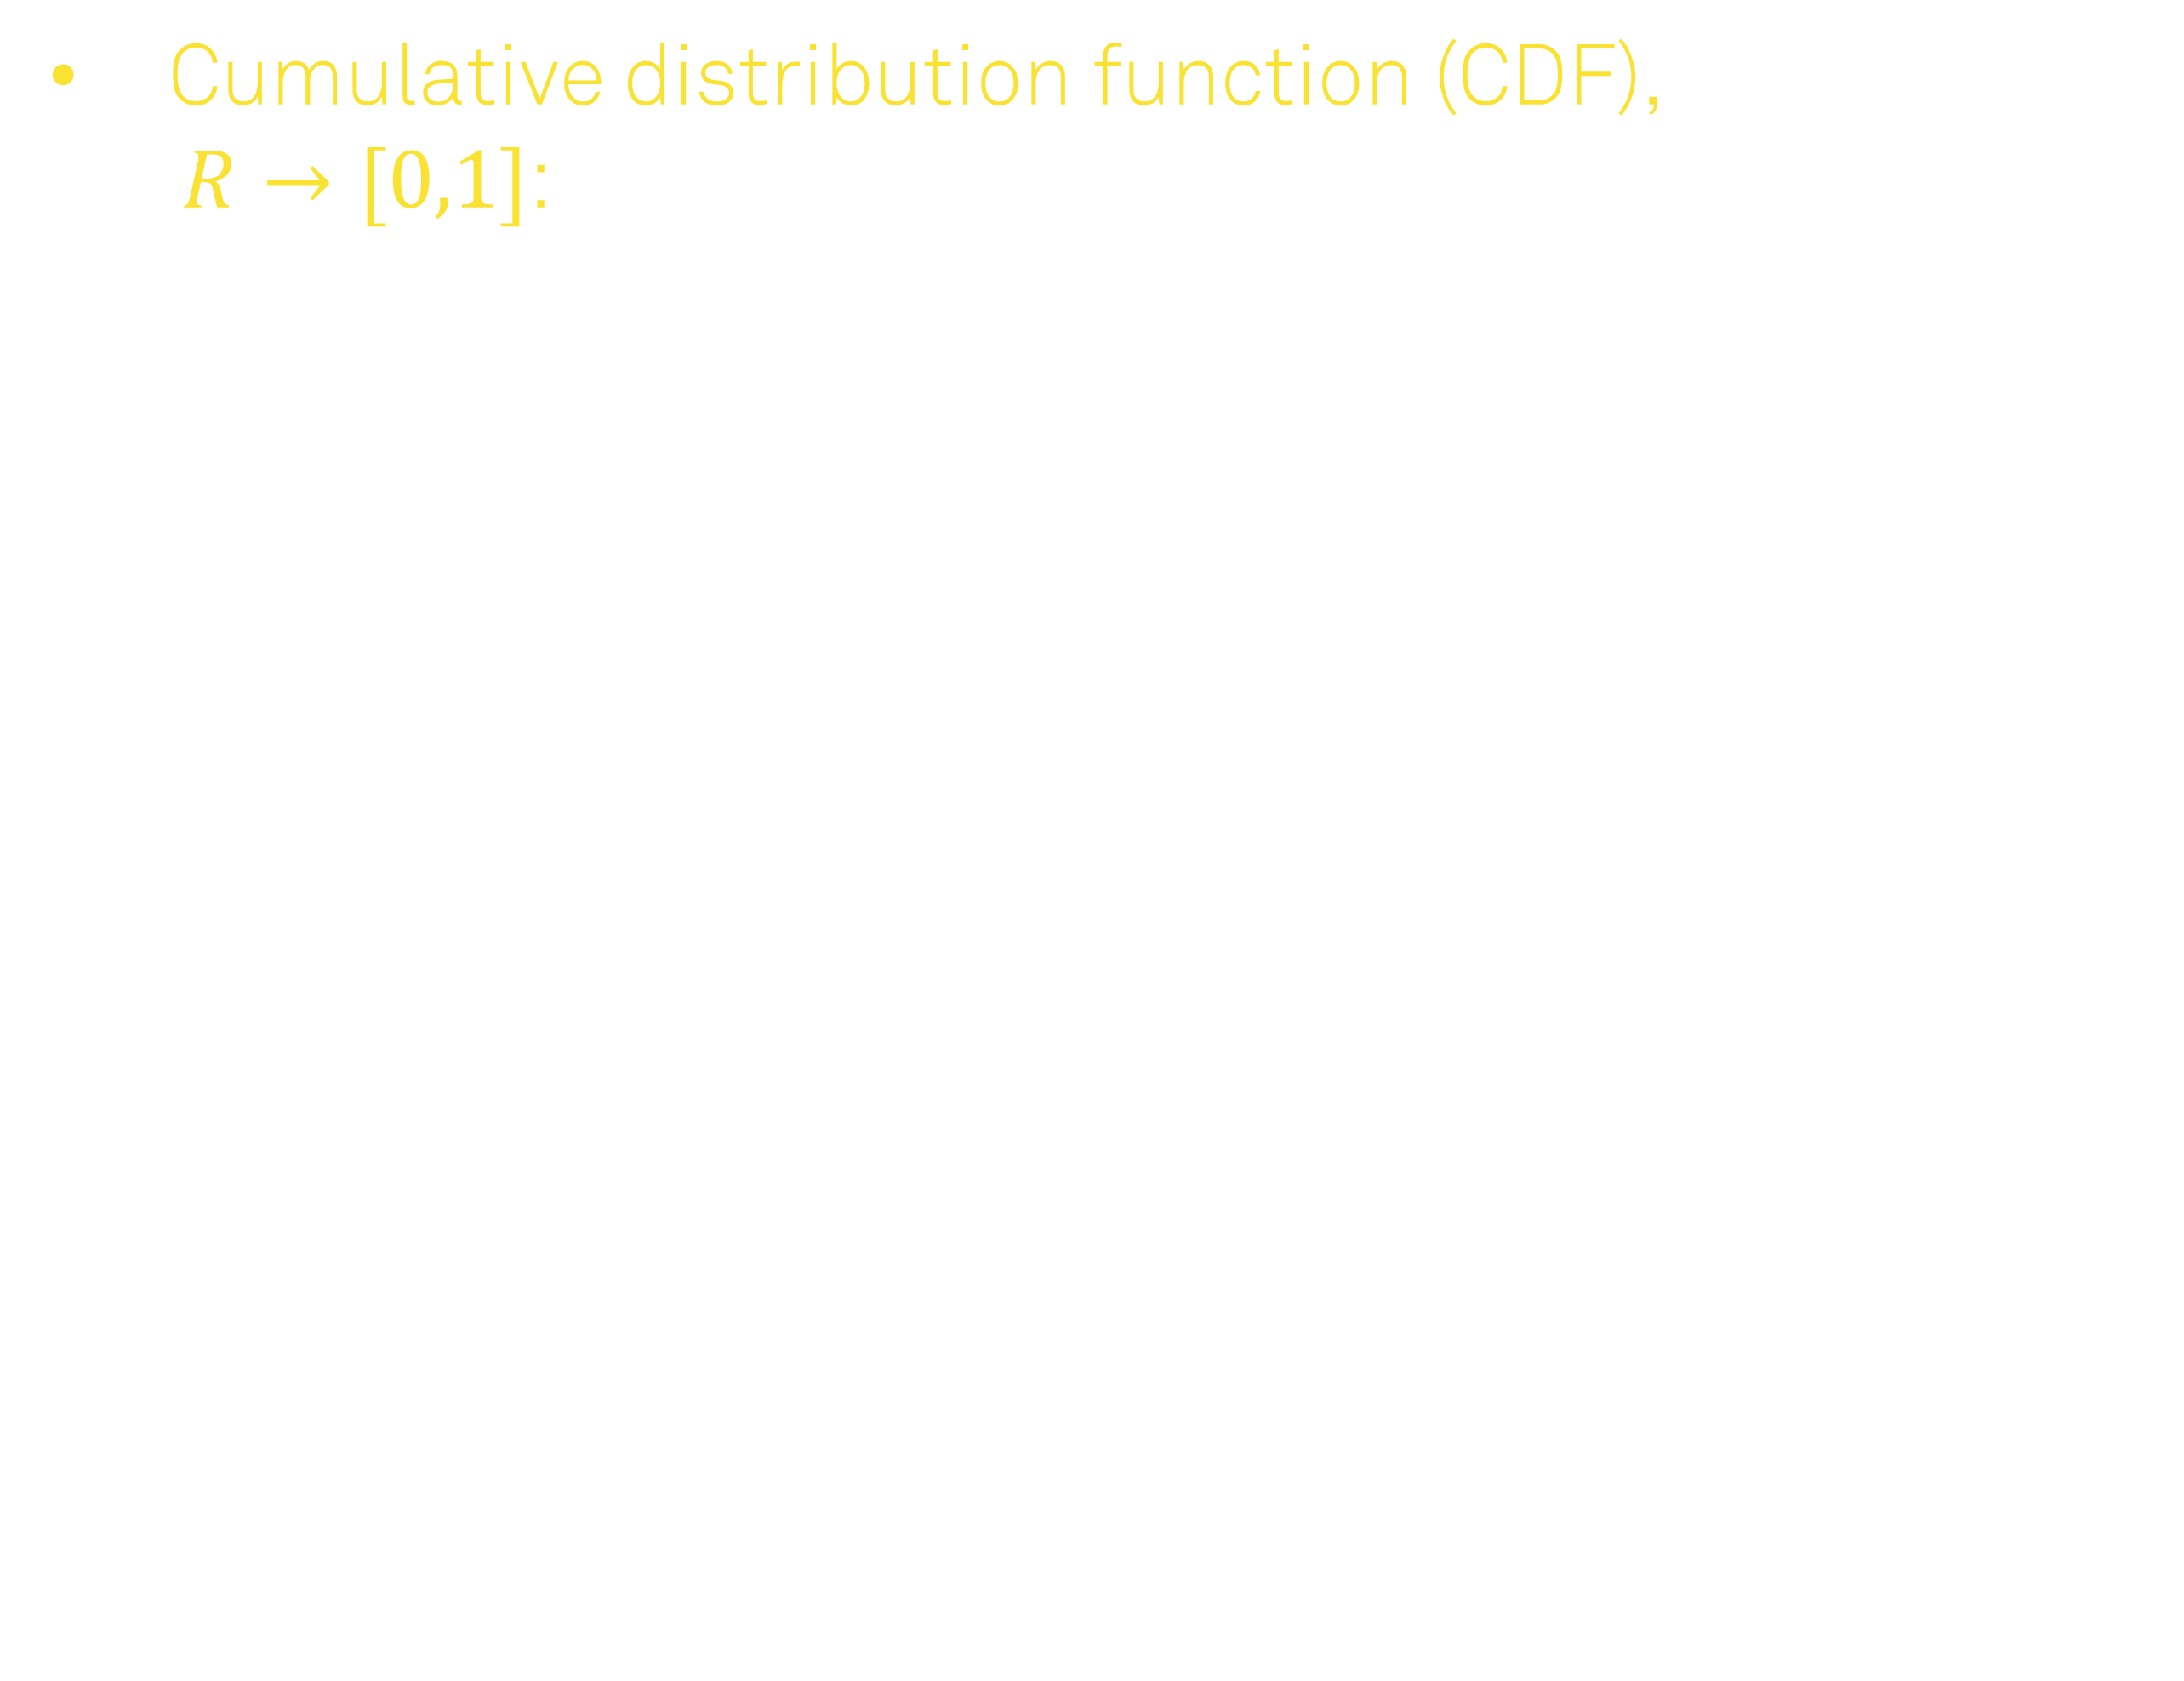 • Cumulative distribution function (CDF),
R → [0,1]: